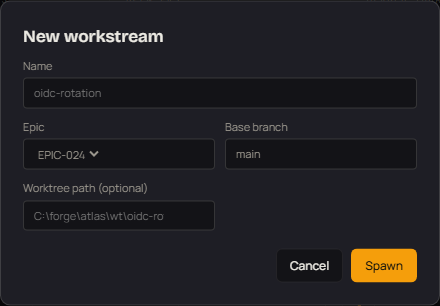 New workstream
Name
oidc-rotation
Epic
Base branch
EPIC-024
main
Worktree path (optional)
C:\forge\atlas\wt\oidc-ro
Cancel
Spawn